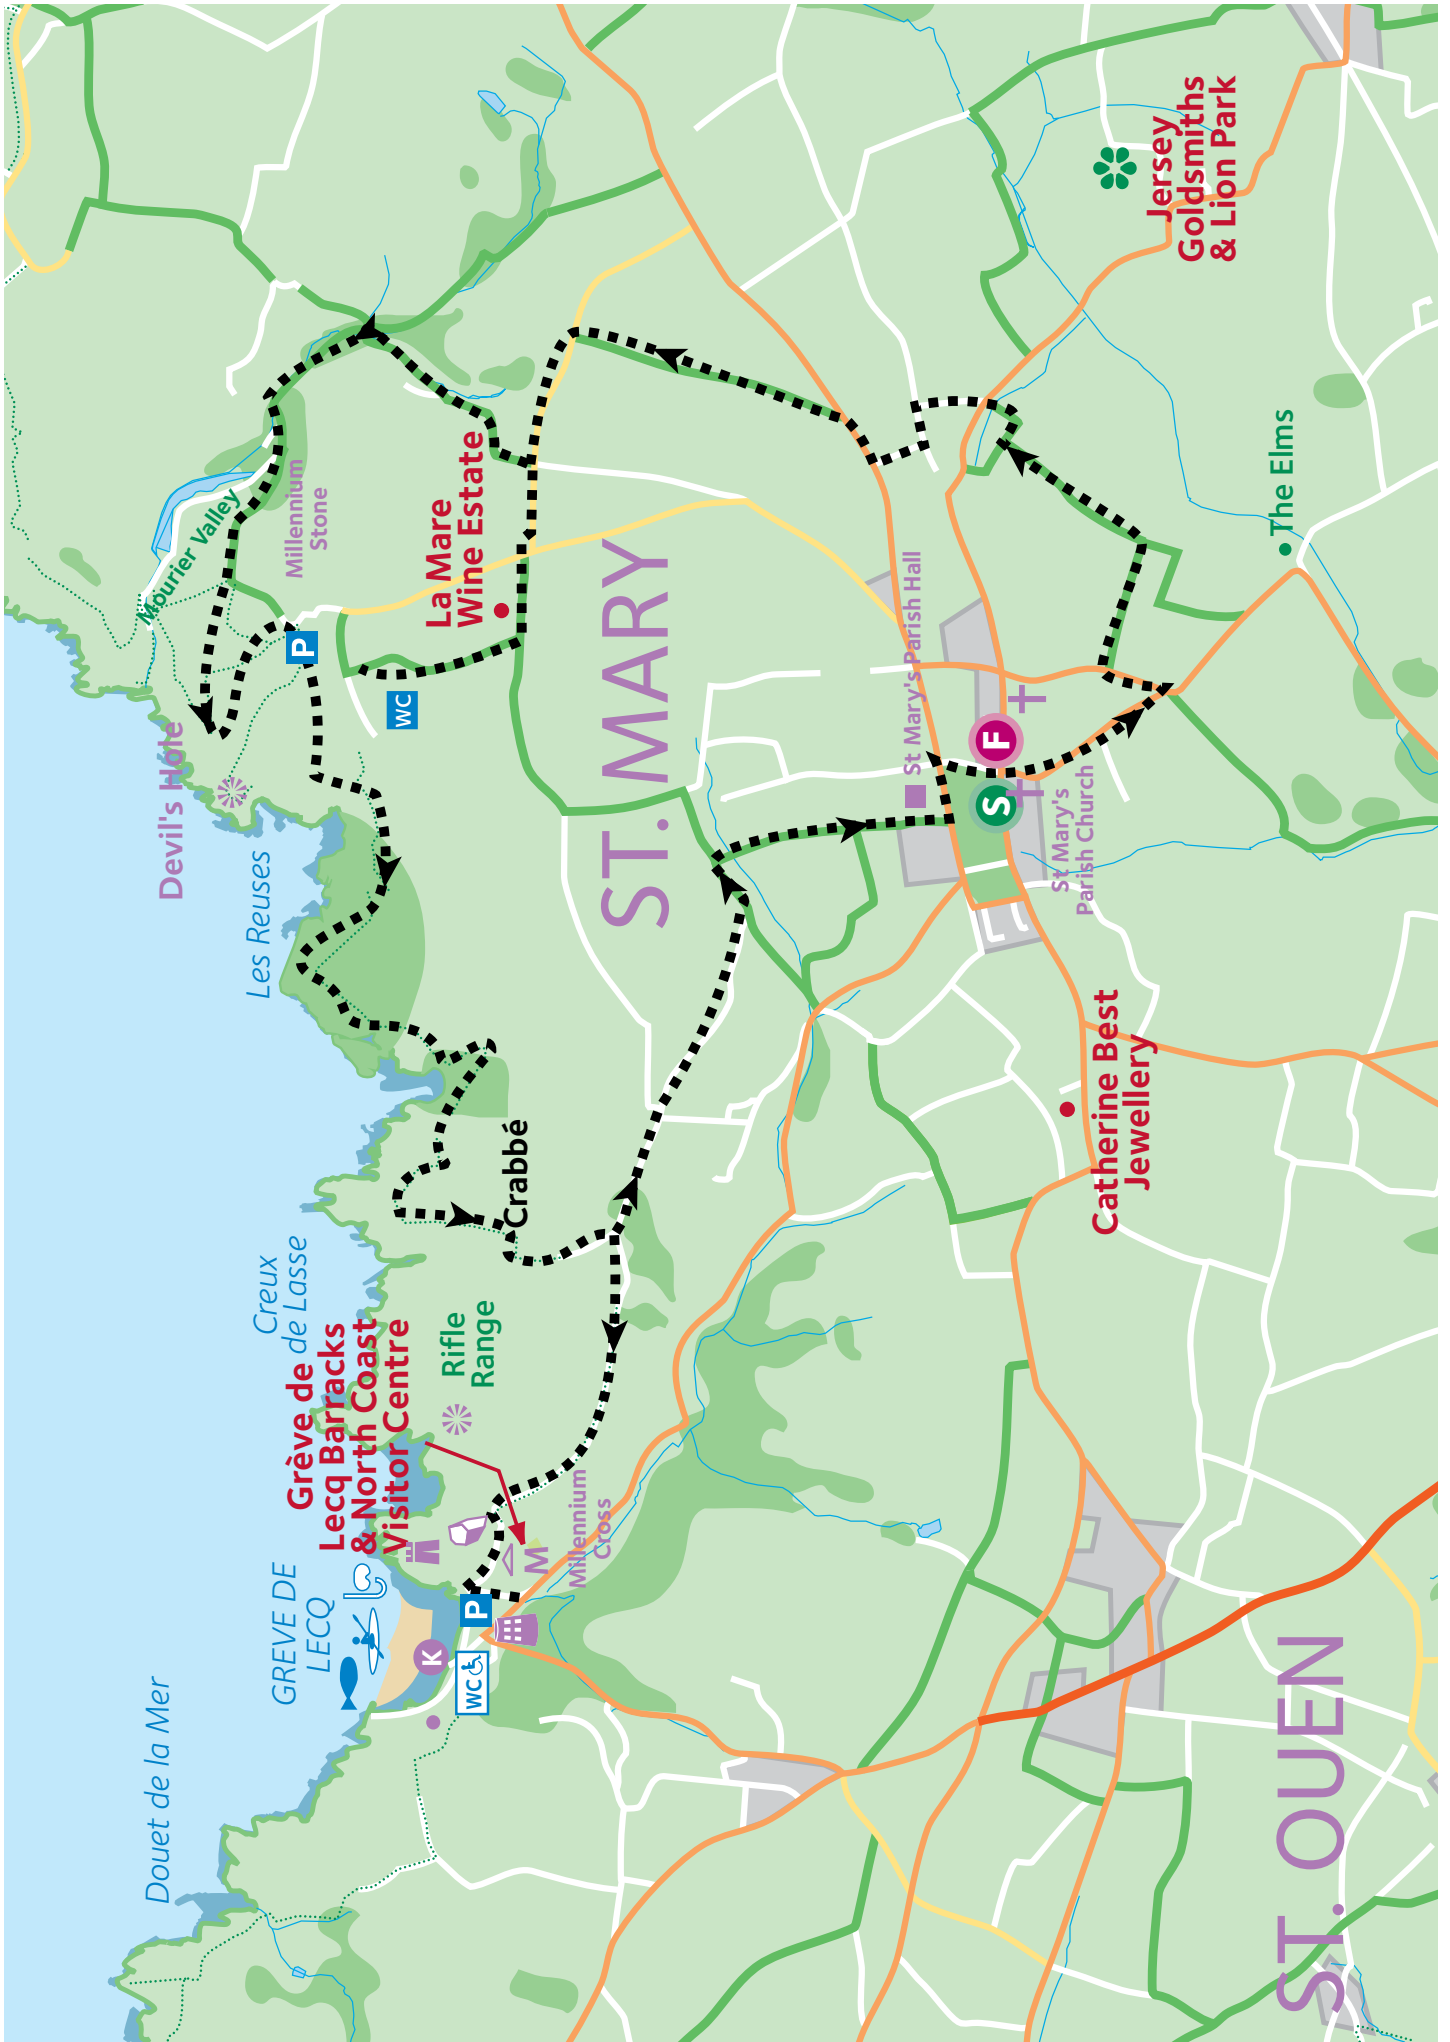 Douet de la Mer
GREVE DE
LECQ
Grève de
Lecq Barracks
& North Coast
Visitor Centre
Creux
de Lasse
Les Reuses
Devil's Hole
Mourier Valley
Millennium
Stone
P
WC
La Mare
Wine Estate
Rifle
Range
Crabbé
K
P
WC
M
Millennium
Cross
ST. MARY
St Mary's Parish Hall
S
F
St Mary's
Parish Church
Catherine Best
Jewellery
The Elms
Jersey
Goldsmiths
& Lion Park
ST. OUEN